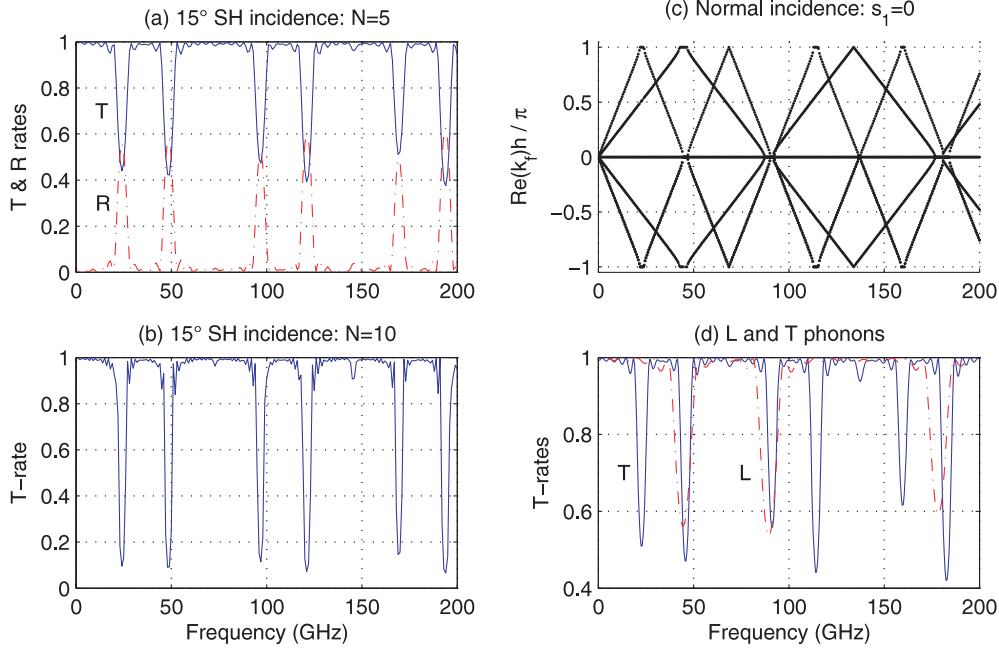 (a) 15° SH incidence: N=5
1
0.8
0.6
0.4
0.2
0
T & R rates
T
R
0 50 100 150 200
(b) 15° SH incidence: N=10
1
0.8
0.6
0.4
0.2
0
T−rate
0 50 100 150 200
Frequency (GHz)
(c) Normal incidence: s_1=0
1
0.5
0
−0.5
−1
Re(k_f)h / π
0 50 100 150 200
(d) L and T phonons
1
0.8
0.6
0.4
T−rates
T
L
0 50 100 150 200
Frequency (GHz)